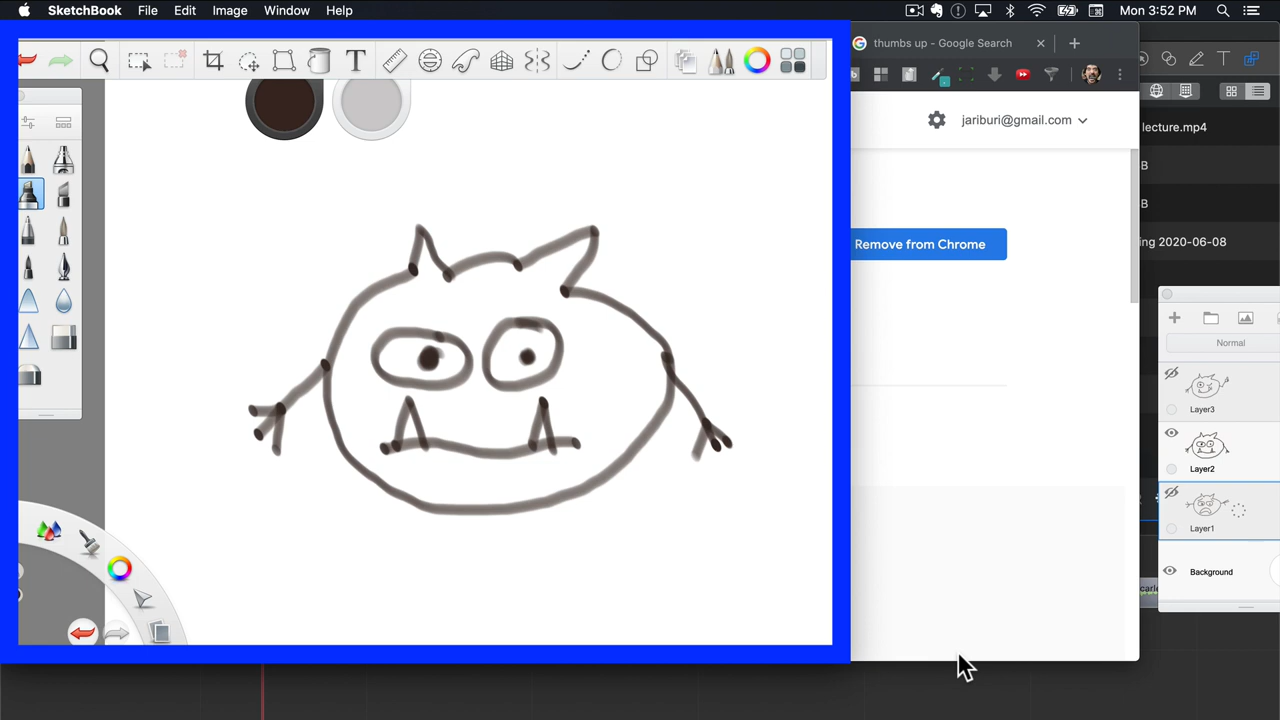 SketchBook File Edit Image Window Help Mon 3:52 PM
thumbs up - Google Search
T
jariburi@gmail.com
lecture.mp4
B
Remove from Chrome
B
ing 2020-06-08
Normal
Layer3
Layer2
Layer1
Background